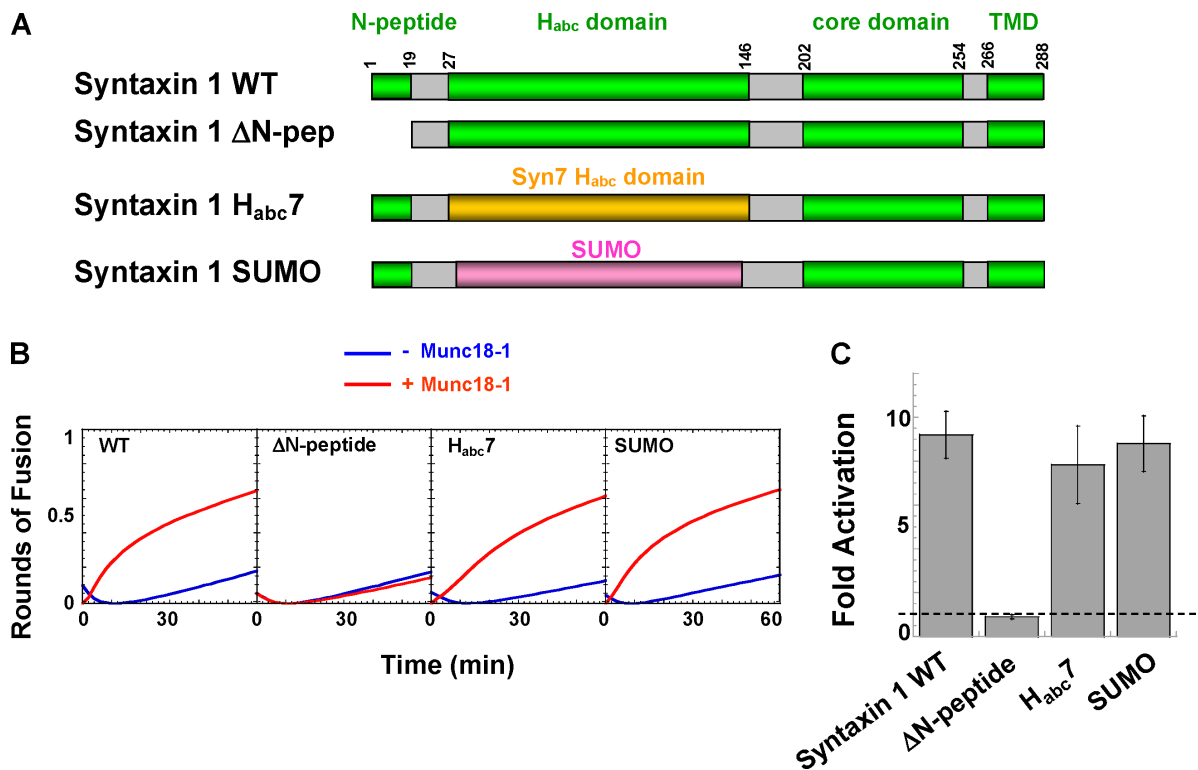 A
N-peptide Habc domain core domain TMD
1 19 27 146 202 254 266 288
Syntaxin 1 WT
Syntaxin 1 ΔN-pep
Syn7 Habc domain
Syntaxin 1 Habc7
SUMO
Syntaxin 1 SUMO
B
- Munc18-1
+ Munc18-1
Rounds of Fusion
1
0.5
0
WT
ΔN-peptide
Habc7
SUMO
0 30 0 30 0 30 0 30 60
Time (min)
C
Fold Activation
10
5
0
Syntaxin 1 WT
ΔN-peptide
Habc7
SUMO